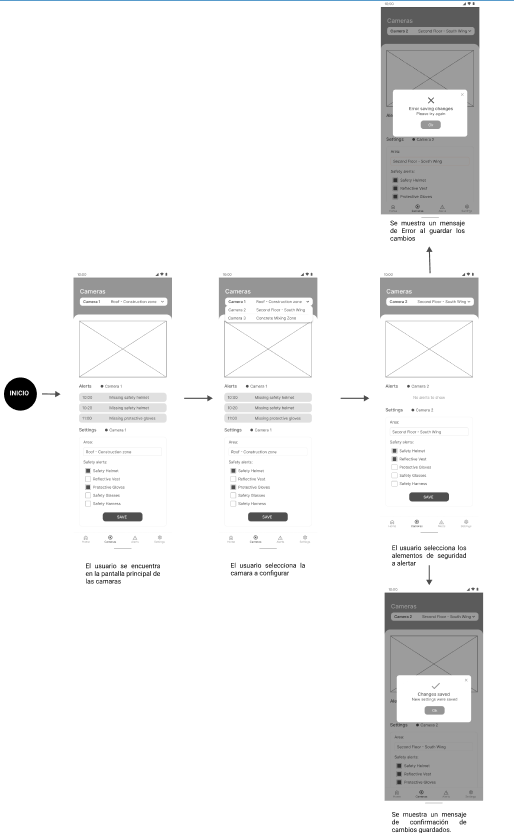 10:00
Cameras
Camera 2 Second Floor - South Wing
Error saving changes
Please try again
Ok
Settings Camera 2
Area:
Second Floor - South Wing
Safety alerts:
Safety Helmet
Reflective Vest
Protective Gloves
Se muestra un mensaje
de Error al guardar los
cambios
INICIO
10:00
Cameras
Camera 1 Roof - Construction zone
Alerts Camera 1
10:00 Missing safety helmet
10:20 Missing safety helmet
11:00 Missing protective gloves
Settings Camera 1
Area:
Roof - Construction zone
Safety alerts:
Safety Helmet
Reflective Vest
Protective Gloves
Safety Glasses
Safety Harness
SAVE
Home Cameras Alerts Settings
El usuario se encuentra
en la pantalla principal de
las camaras
10:00
Cameras
Camera 1 Roof - Construction zone
Camera 2 Second Floor - South Wing
Camera 3 Concrete Mixing Zone
Alerts Camera 1
10:00 Missing safety helmet
10:20 Missing safety helmet
11:00 Missing protective gloves
Settings Camera 1
Area:
Roof - Construction zone
Safety alerts:
Safety Helmet
Reflective Vest
Protective Gloves
Safety Glasses
Safety Harness
SAVE
Home Cameras Alerts Settings
El usuario selecciona la
camara a configurar
10:00
Cameras
Camera 2 Second Floor - South Wing
Alerts Camera 2
No alerts to show
Settings Camera 2
Area:
Second Floor - South Wing
Safety alerts:
Safety Helmet
Reflective Vest
Protective Gloves
Safety Glasses
Safety Harness
SAVE
Home Cameras Alerts Settings
El usuario selecciona los
alementos de seguridad
a alertar
10:00
Cameras
Camera 2 Second Floor - South Wing
Changes saved
New settings were saved
Ok
Settings Camera 2
Area:
Second Floor - South Wing
Safety alerts:
Safety Helmet
Reflective Vest
Protective Gloves
Se muestra un mensaje
de confirmación de
cambios guardados.